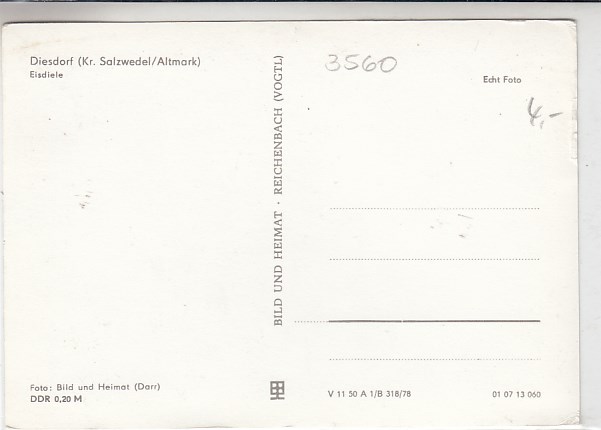 Diesdorf (Kr. Salzwedel/Altmark)
Eisdiele
BILD UND HEIMAT · REICHENBACH (VOGTL)
3560
Echt Foto
4,-
Foto: Bild und Heimat (Darr)
DDR 0,20 M
V 11 50 A 1/B 318/78
01 07 13 060